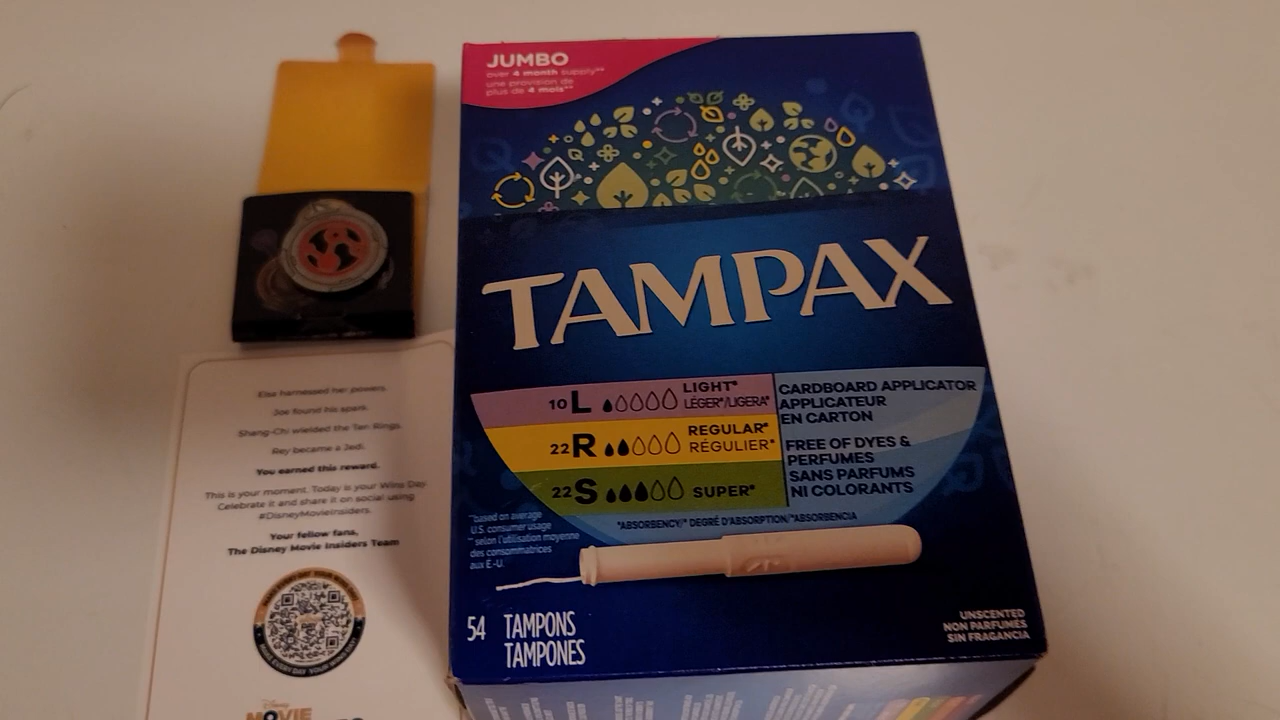 JUMBO
over 4 month supply**
une provision de
plus de 4 mois**
TAMPAX
10 L LIGHT*
LÉGER*/LIGERA*
22 R REGULAR*
RÉGULIER*
22 S SUPER*
CARDBOARD APPLICATOR
APPLICATEUR
EN CARTON
FREE OF DYES &
PERFUMES
SANS PARFUMS
NI COLORANTS
*ABSORBENCY/* DEGRÉ D'ABSORPTION/*ABSORBENCIA
**based on average
U.S. consumer usage
** selon l'utilisation moyenne
des consommatrices
aux É.-U.
54 TAMPONS
TAMPONES
UNSCENTED
NON PARFUMÉS
SIN FRAGANCIA
Elsa harnessed her powers.
Joe found his spark.
Shang-Chi wielded the Ten Rings.
Rey became a Jedi.
You earned this reward.
This is your moment. Today is your Wins Day.
Celebrate it and share it on social using
#DisneyMovieInsiders.
Your fellow fans,
The Disney Movie Insiders Team
Disney
MOVIE